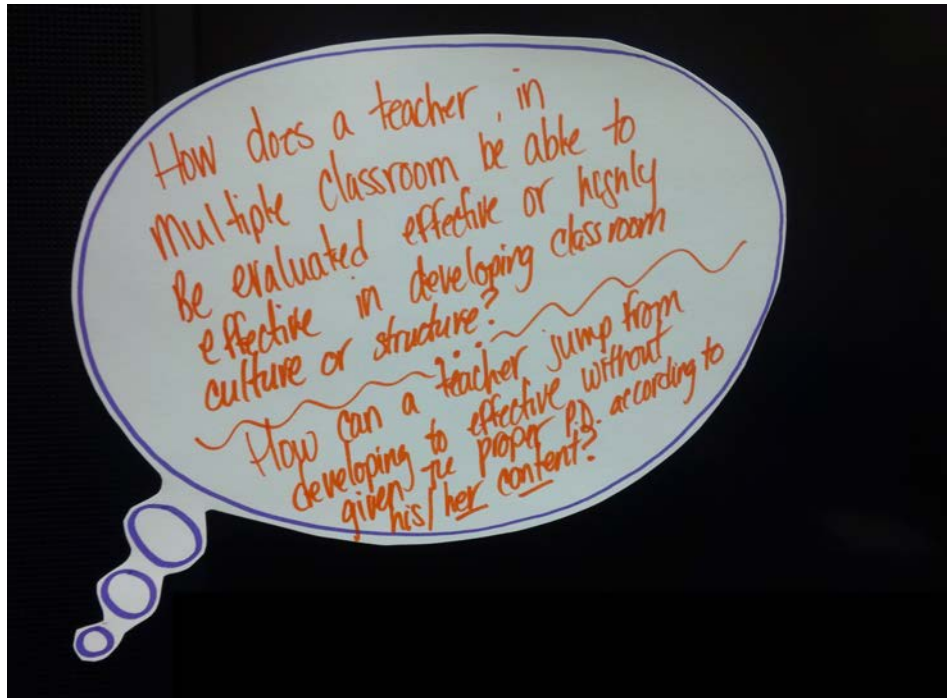 How does a teacher, in
multiple classroom be able to
Be evaluated effective or highly
effective in developing classroom
culture or structure?
How can a teacher jump from
developing to effective without
given the proper P.D. according to
his/her content?